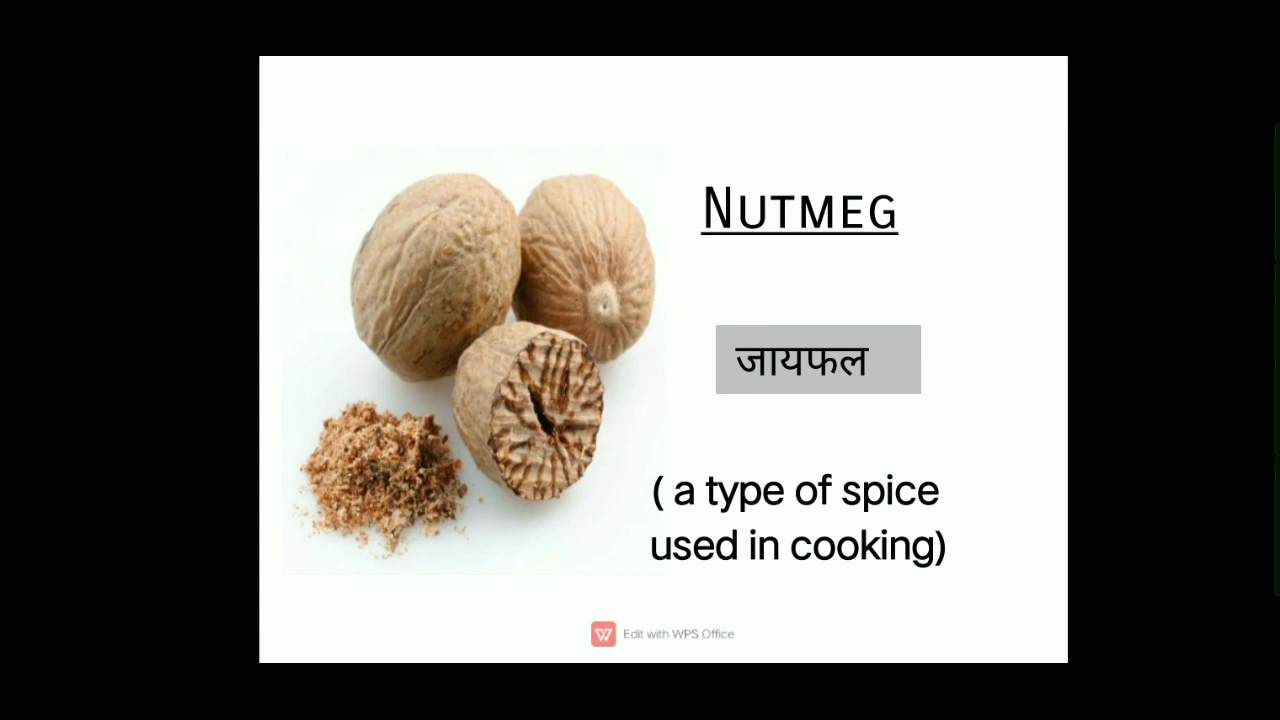 NUTMEG
जायफल
( a type of spice
used in cooking)
Edit with WPS Office